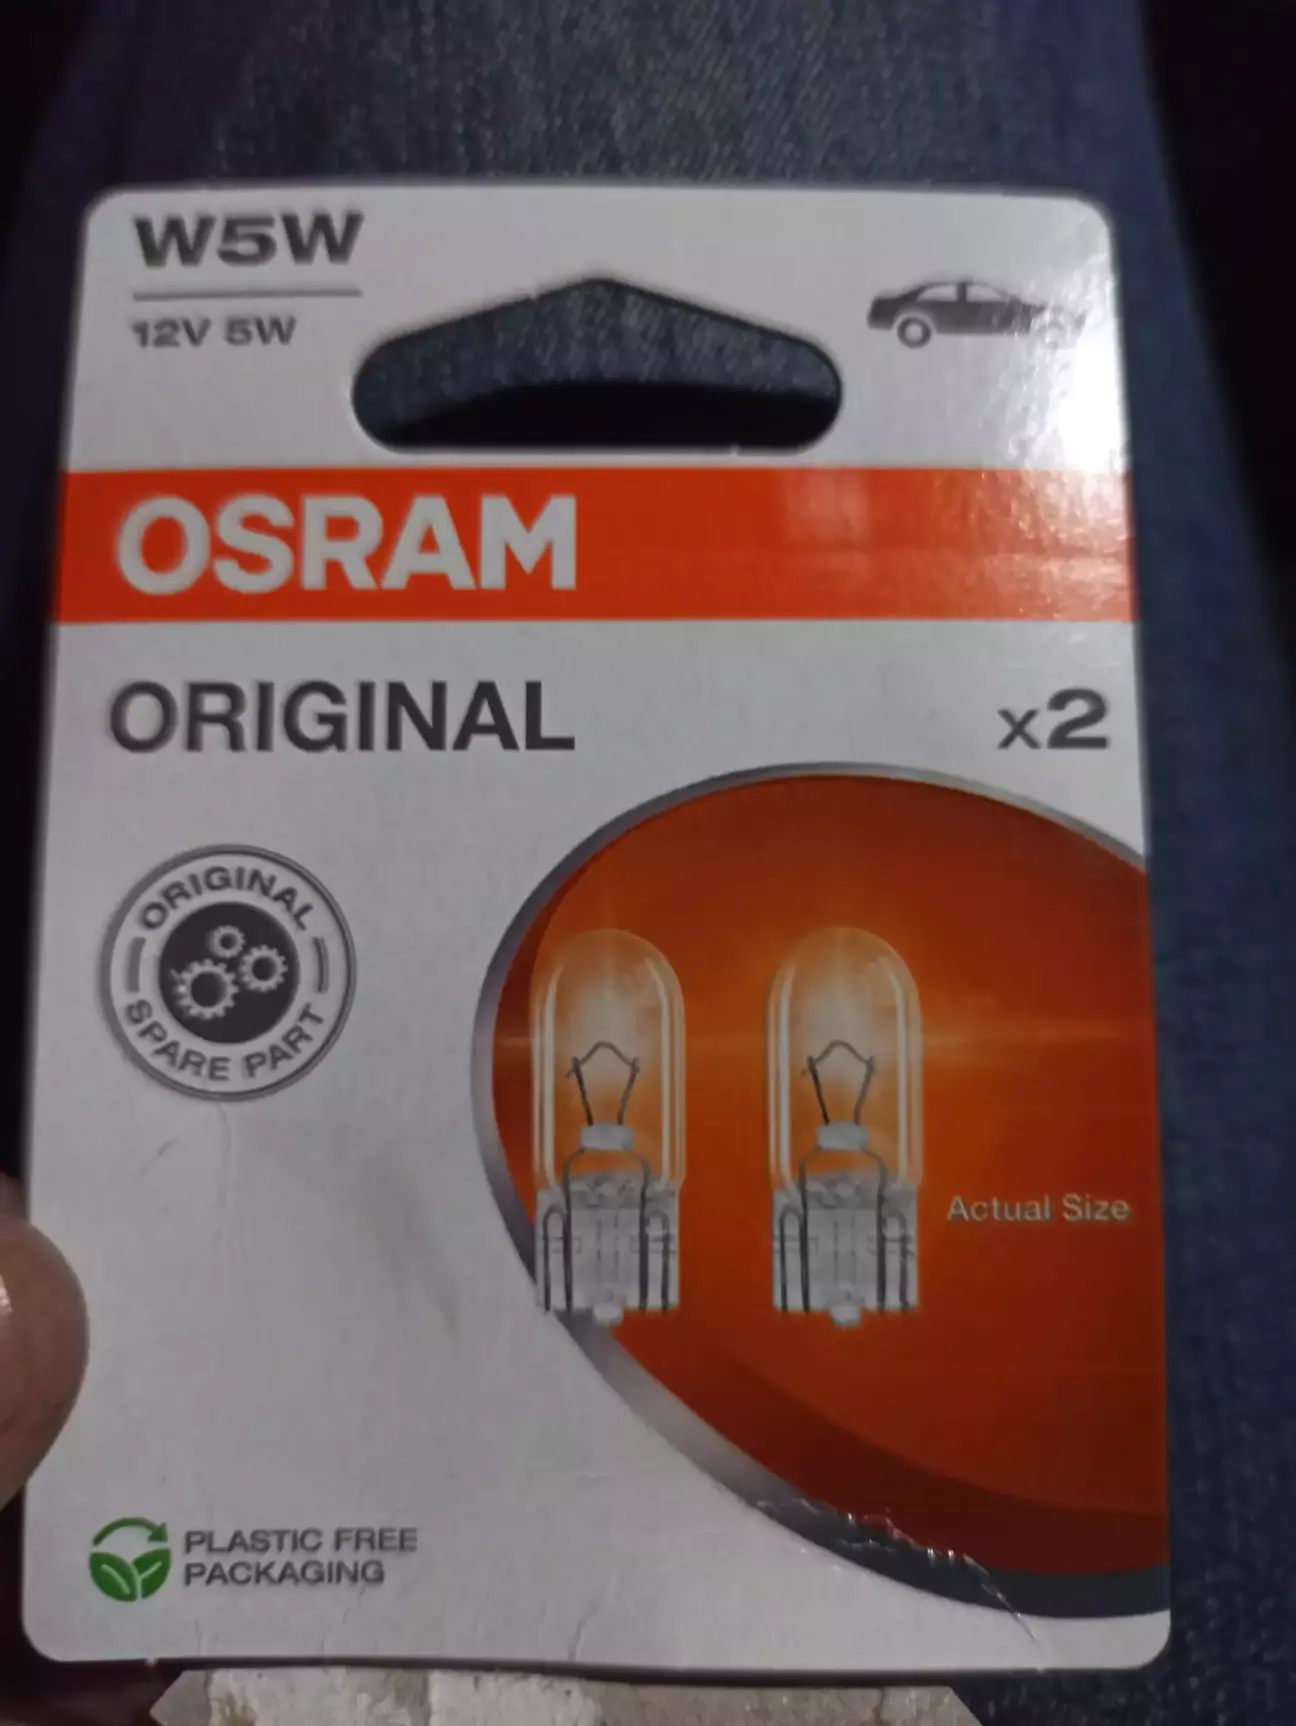 W5W
12V 5W
OSRAM
ORIGINAL
x2
ORIGINAL
SPARE PART
Actual Size
PLASTIC FREE
PACKAGING